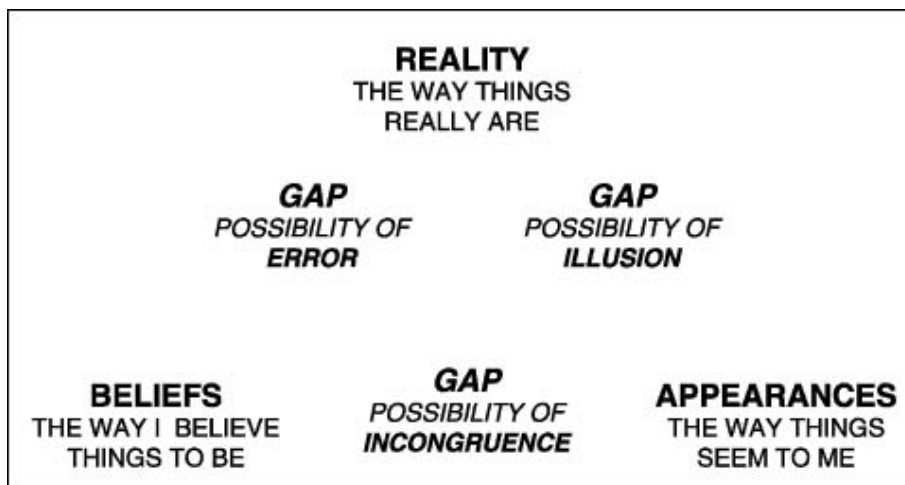 REALITY
THE WAY THINGS
REALLY ARE
GAP
POSSIBILITY OF
ERROR
GAP
POSSIBILITY OF
ILLUSION
BELIEFS
THE WAY I BELIEVE
THINGS TO BE
GAP
POSSIBILITY OF
INCONGRUENCE
APPEARANCES
THE WAY THINGS
SEEM TO ME